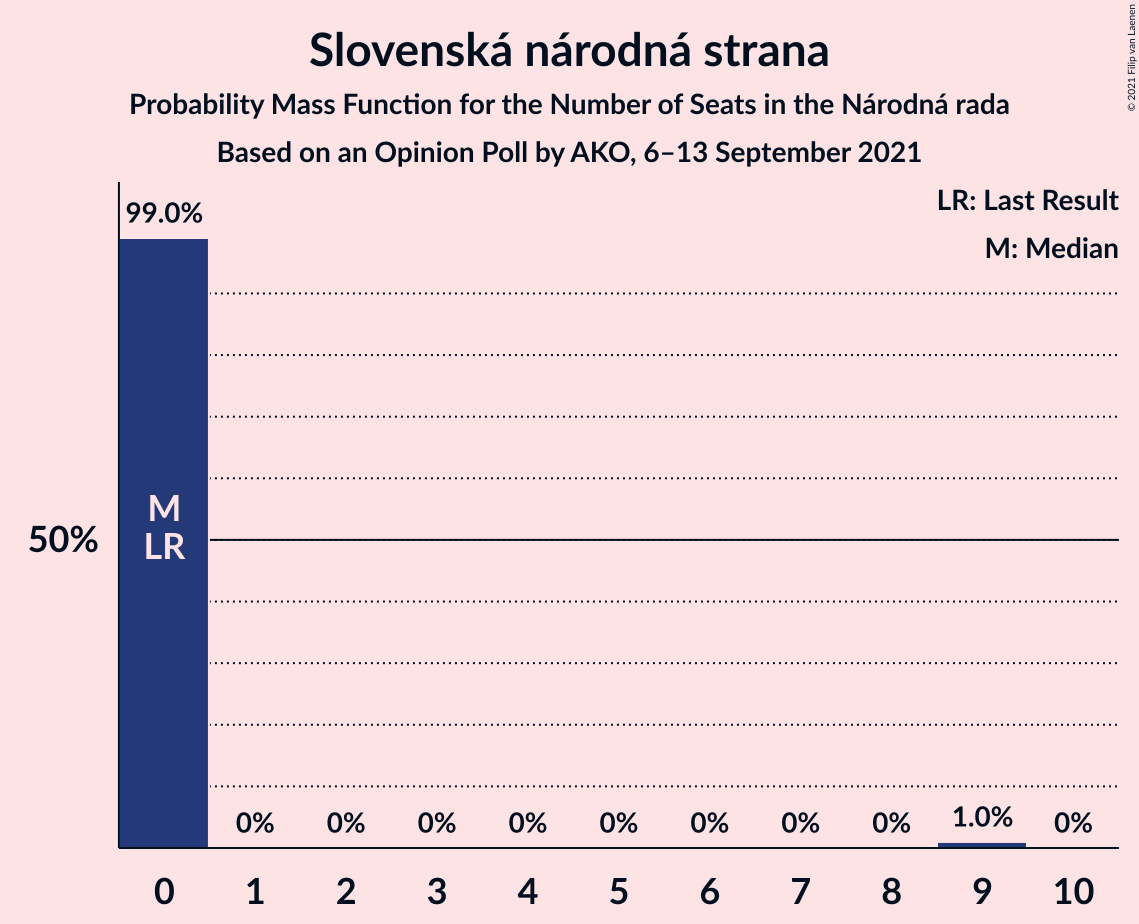 Slovenská národná strana
Probability Mass Function for the Number of Seats in the Národná rada
Based on an Opinion Poll by AKO, 6–13 September 2021
© 2021 Filip van Laenen
LR: Last Result
M: Median
99.0%
M
LR
50%
0% 0% 0% 0% 0% 0% 0% 0% 1.0% 0%
0 1 2 3 4 5 6 7 8 9 10